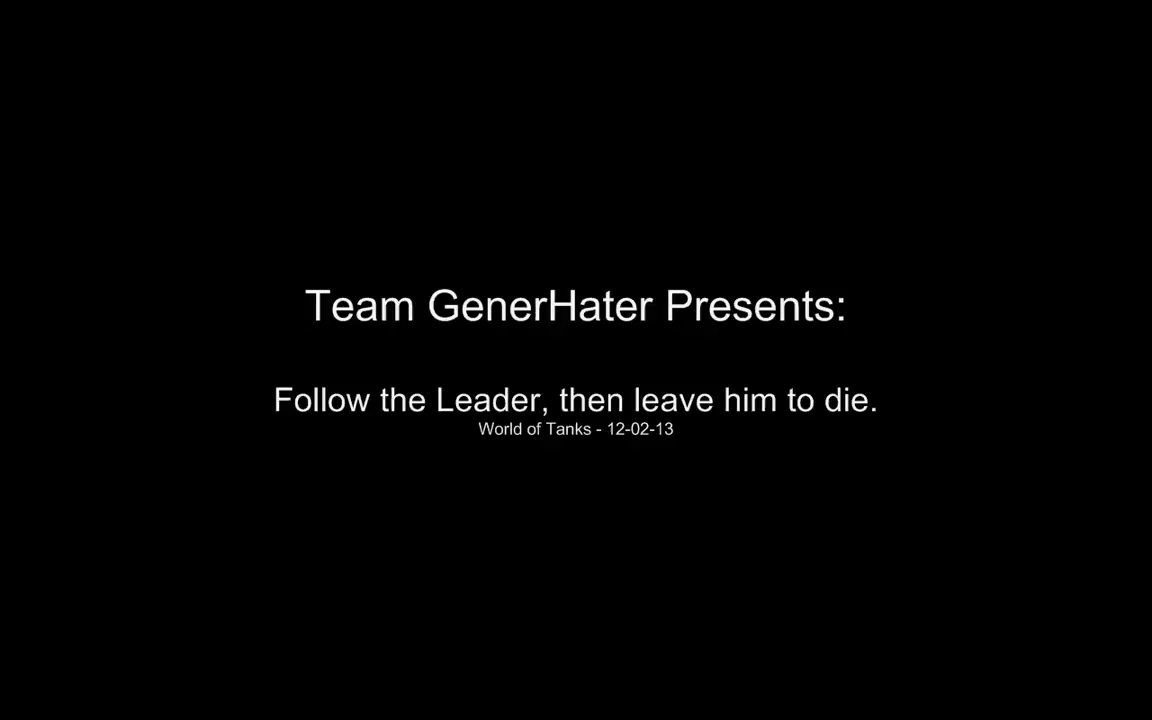 Team GenerHater Presents:
Follow the Leader, then leave him to die.
World of Tanks - 12-02-13